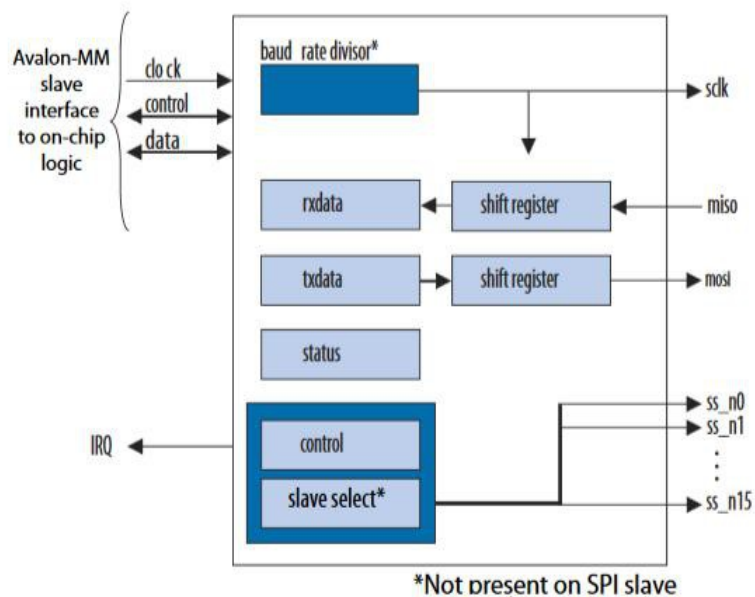 Avalon-MM
slave
interface
to on-chip
logic
clo ck
control
data
baud rate divisor*
sclk
rxdata
shift register
miso
txdata
shift register
mosi
status
IRQ
control
slave select*
ss_n0
ss_n1
ss_n15
*Not present on SPI slave